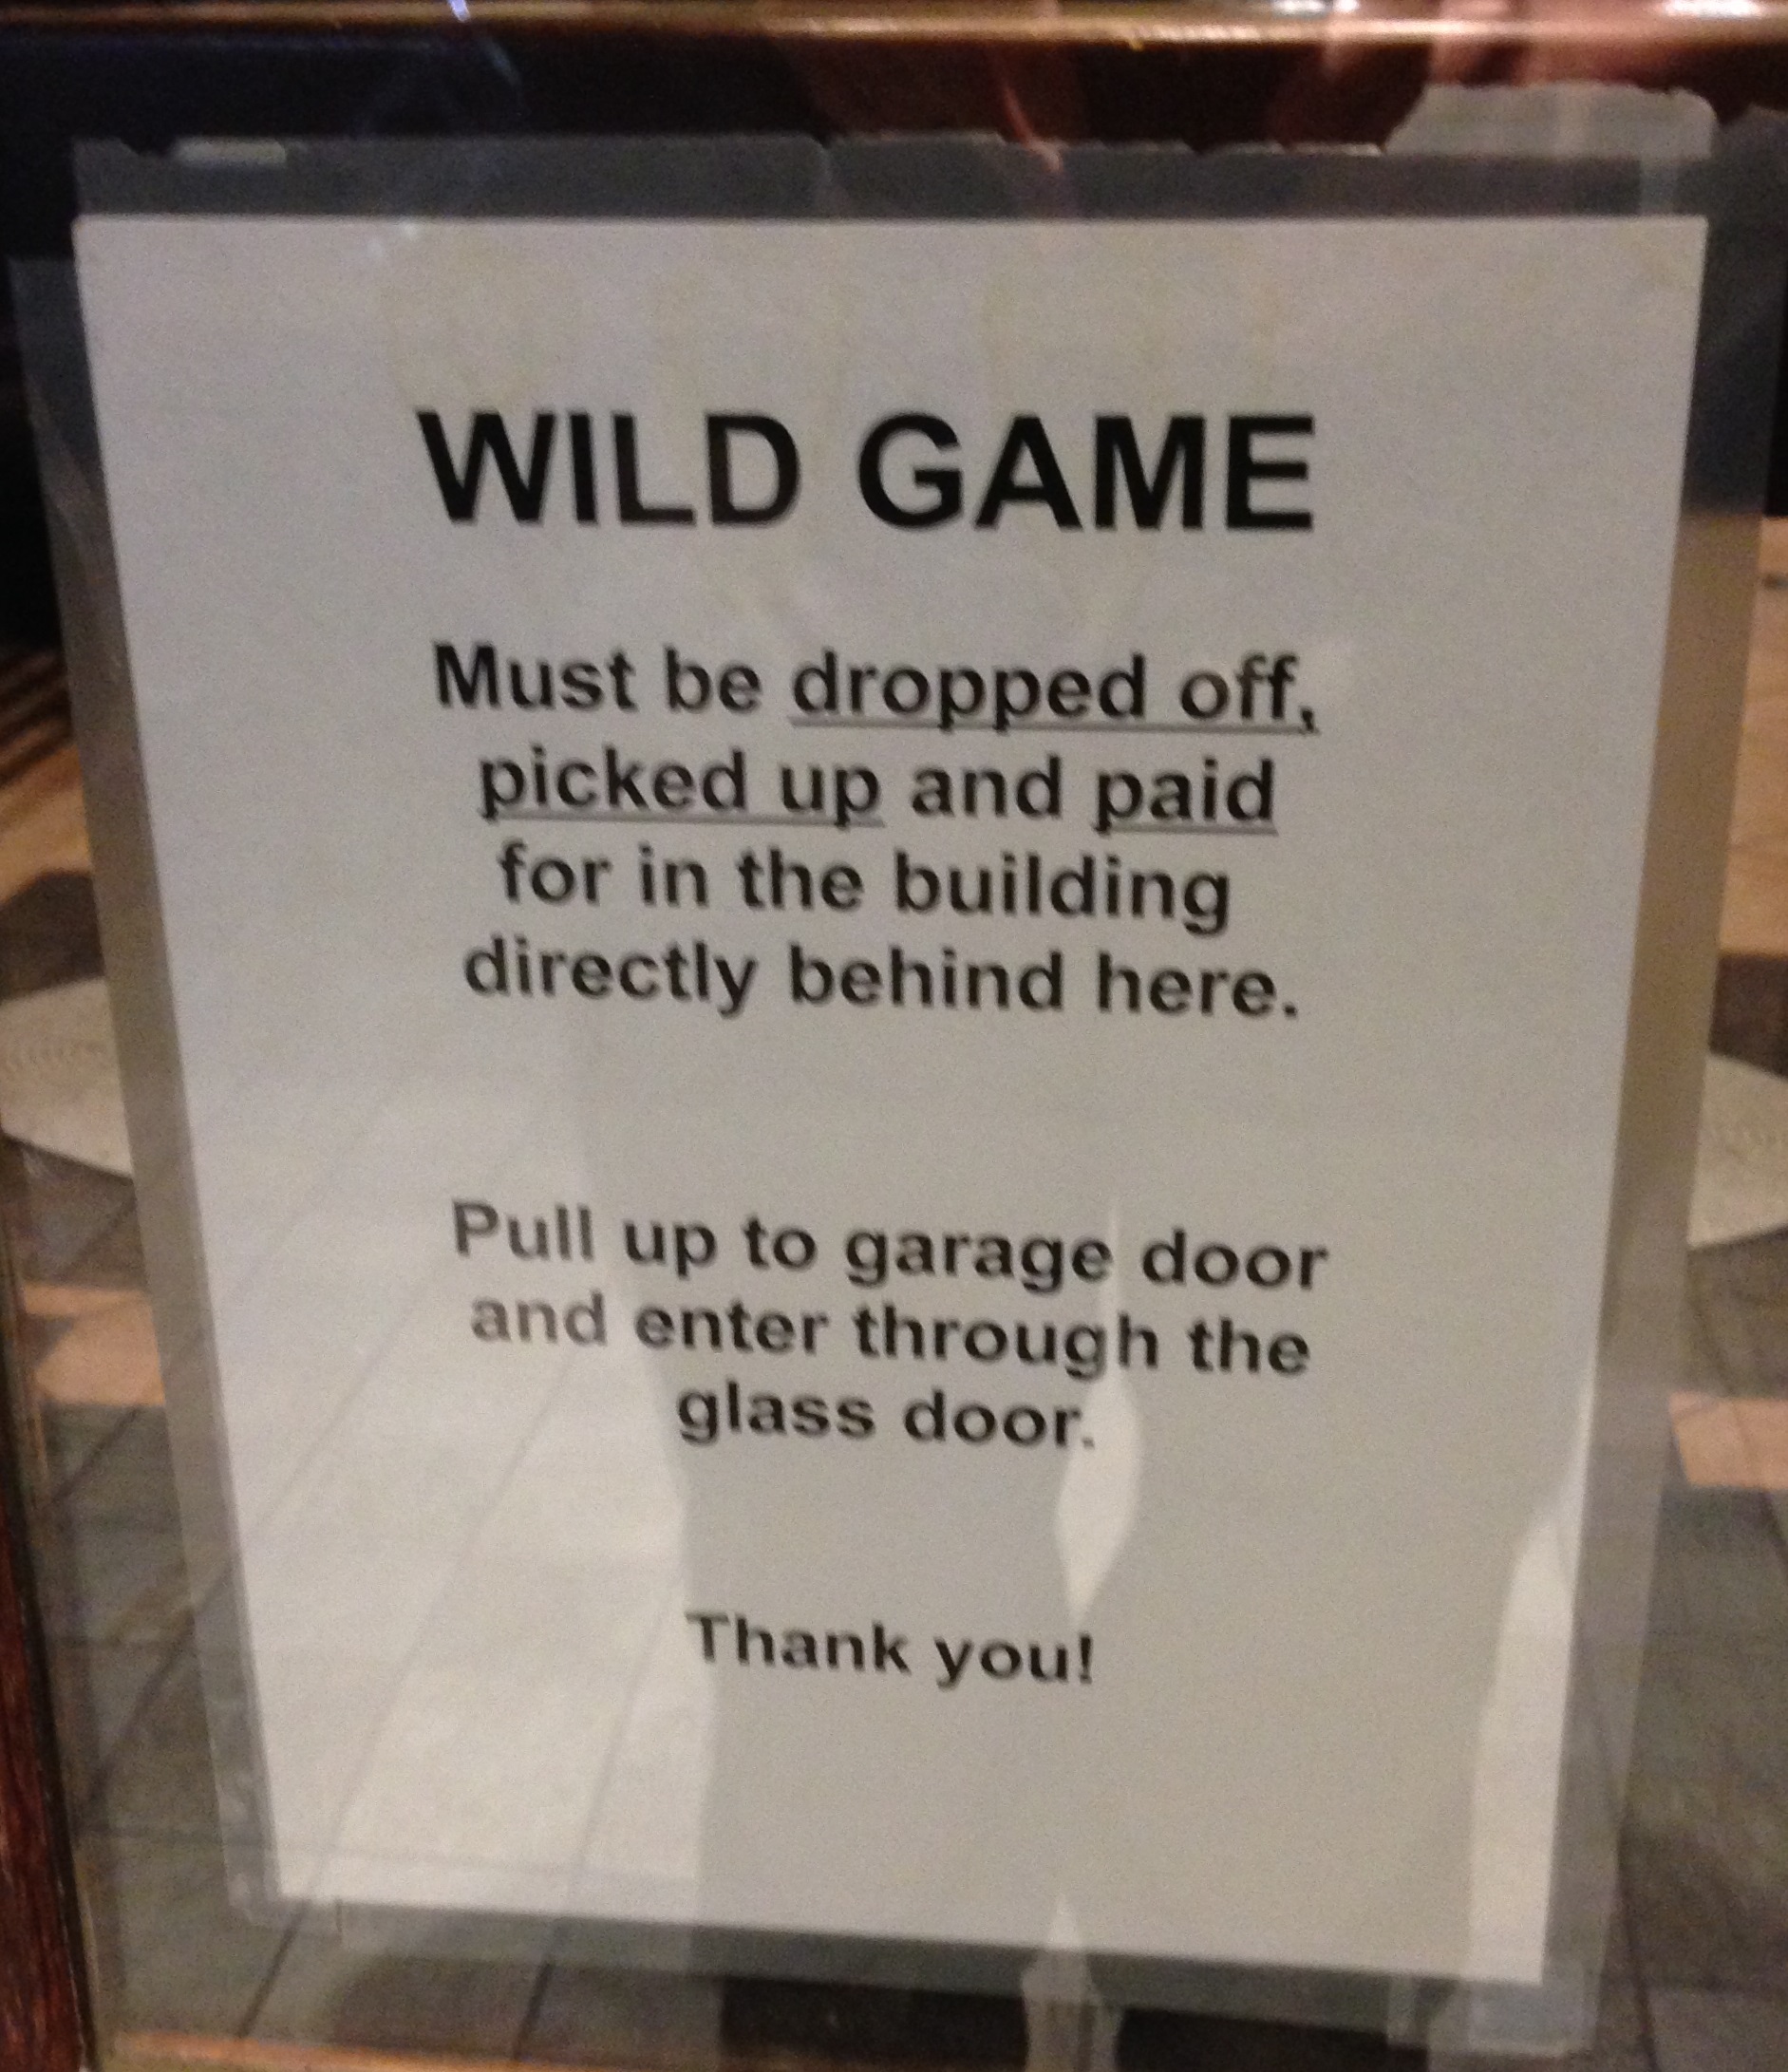 WILD GAME
Must be dropped off,
picked up and paid
for in the building
directly behind here.
Pull up to garage door
and enter through the
glass door.
Thank you!